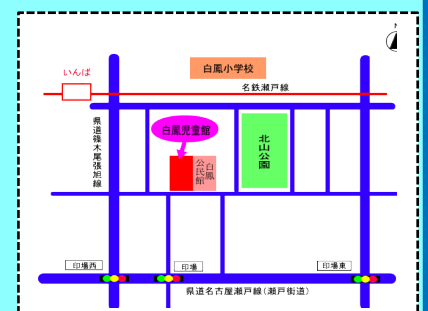 N
白鳳小学校
いんば
名鉄瀬戸線
県道篠木尾張旭線
白鳳児童館
北山公園
白鳳
公民館
印場西
印場
印場東
県道名古屋瀬戸線(瀬戸街道)